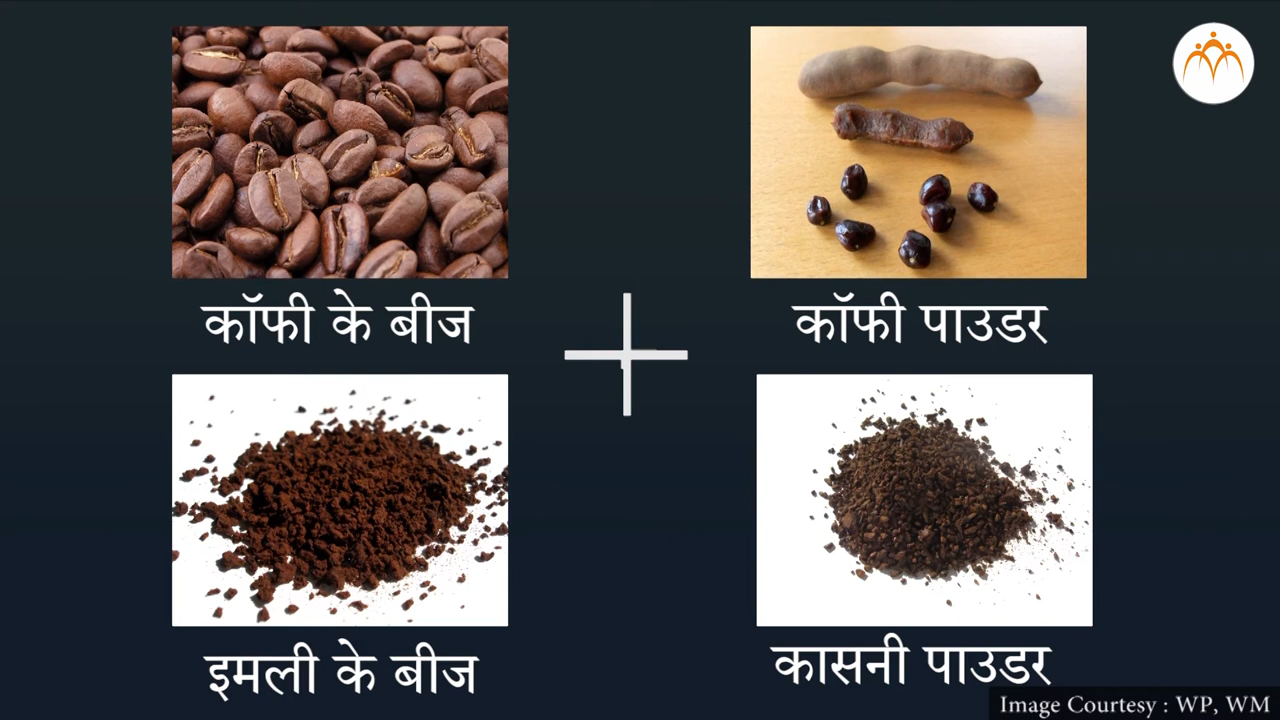 कॉफी के बीज
कॉफी पाउडर
इमली के बीज
कासनी पाउडर
Image Courtesy : WP, WM